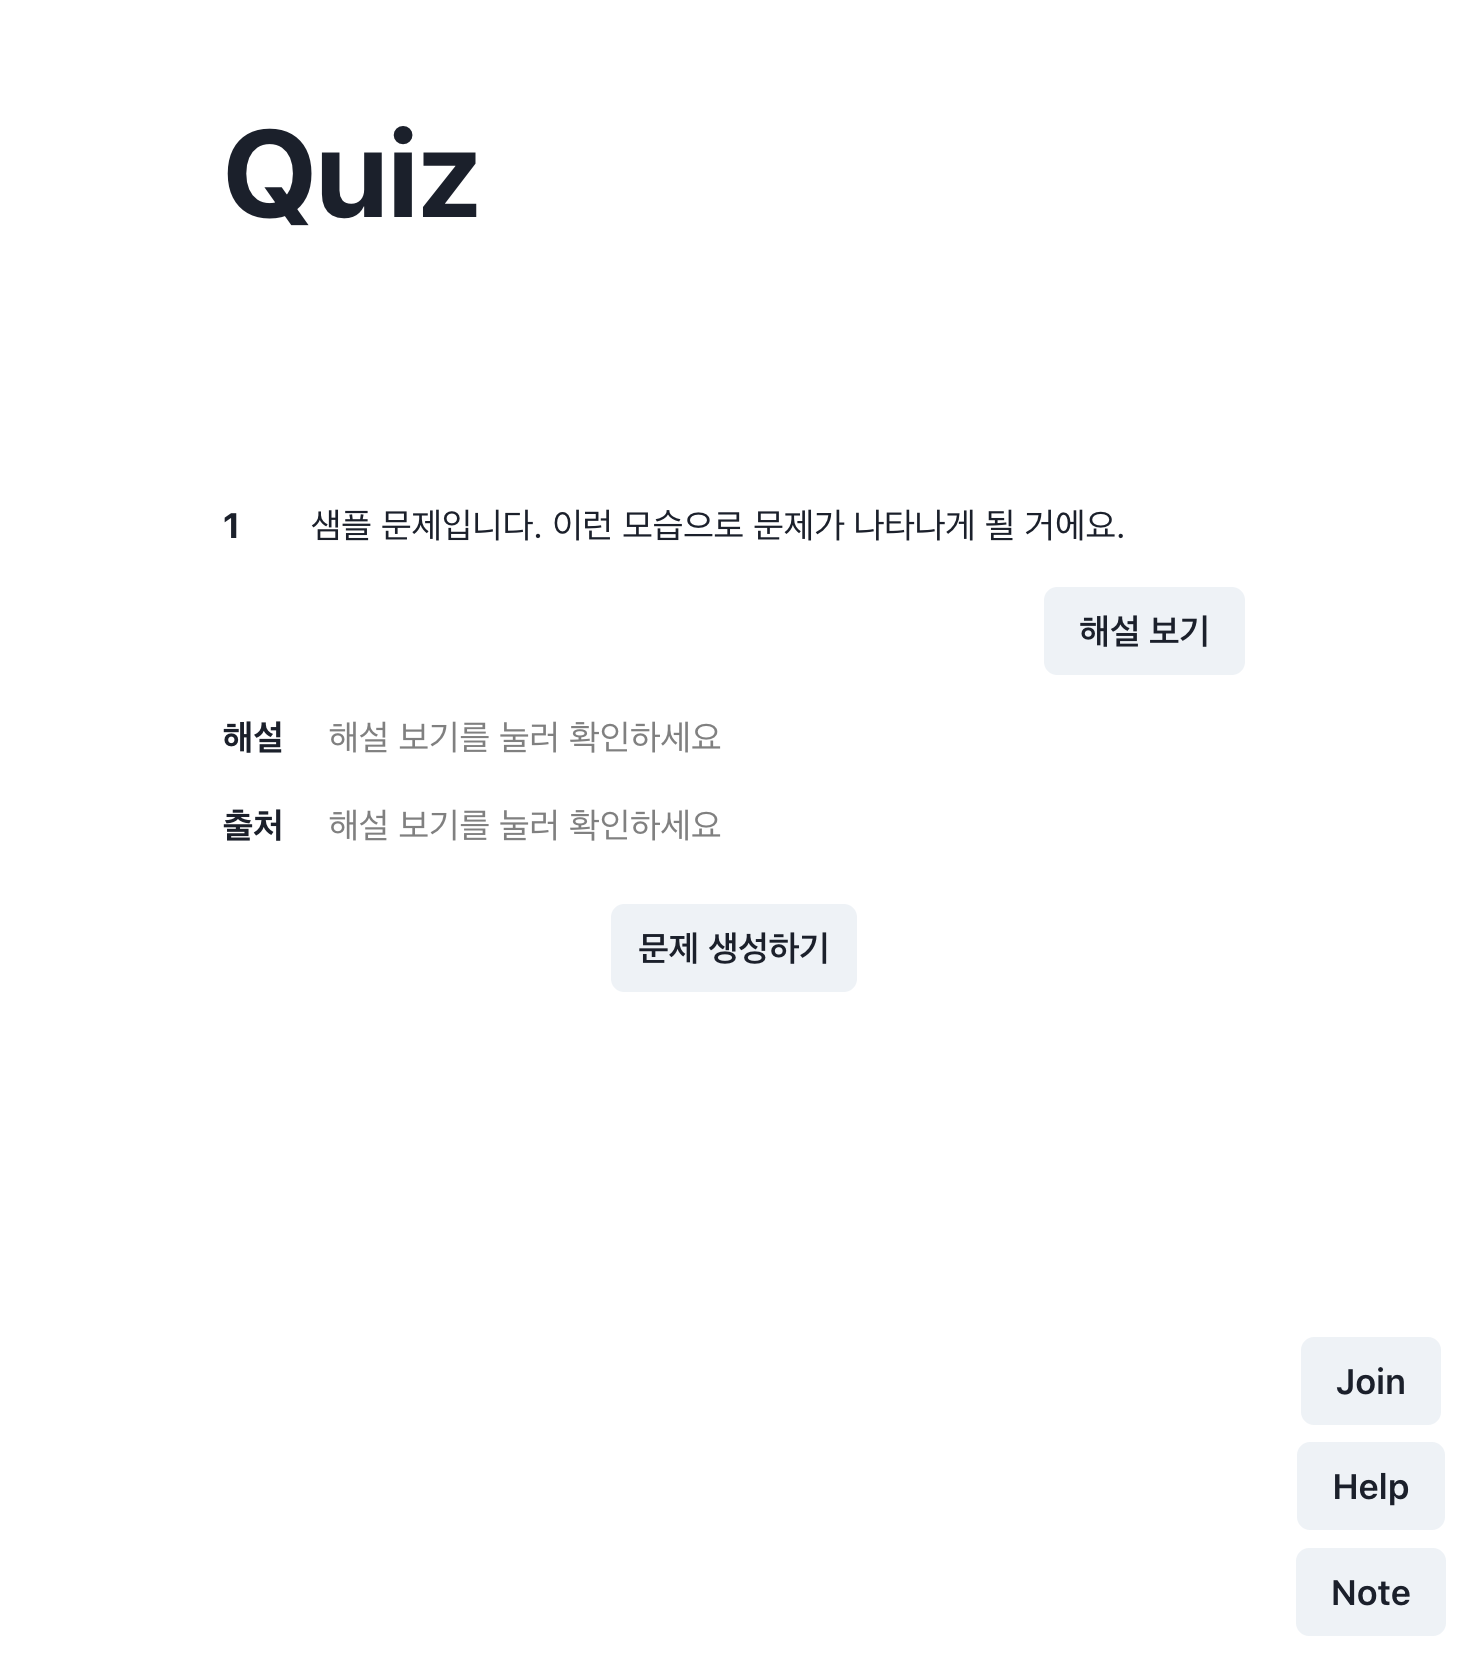 Quiz
1 샘플 문제입니다. 이런 모습으로 문제가 나타나게 될 거에요.
해설 보기
해설 해설 보기를 눌러 확인하세요
출처 해설 보기를 눌러 확인하세요
문제 생성하기
Join
Help
Note